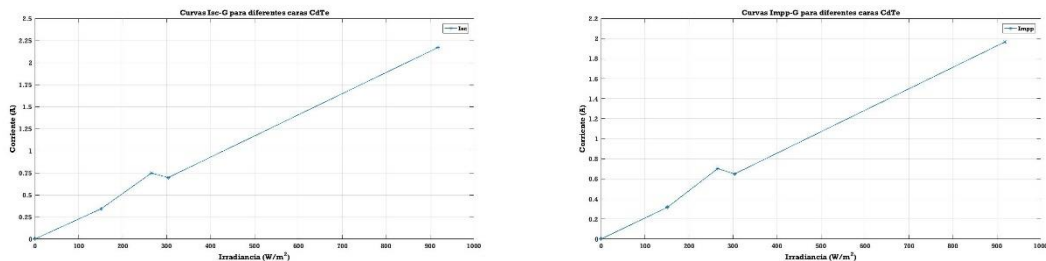 Curvas Isc-G para diferentes caras CdTe
Isc
Corriente (A)
2.5
2.25
2
1.75
1.5
1.25
1
0.75
0.5
0.25
0
0 100 200 300 400 500 600 700 800 900 1000
Irradiancia (W/m²)
Curvas Impp-G para diferentes caras CdTe
Impp
Corriente (A)
2.2
2
1.8
1.6
1.4
1.2
1
0.8
0.6
0.4
0.2
0
0 100 200 300 400 500 600 700 800 900 1000
Irradiancia (W/m²)